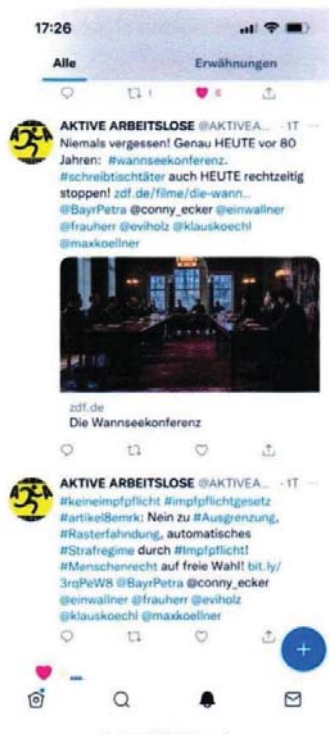 17:26
Alle Erwähnungen
1 6
AKTIVE ARBEITSLOSE @AKTIVEA... · 1T ···
Niemals vergessen! Genau HEUTE vor 80
Jahren: #wannseekonferenz.
#schreibtischtäter auch HEUTE rechtzeitig
stoppen! zdf.de/filme/die-wann...
@BayrPetra @conny_ecker @einwallner
@frauherr @eviholz @klauskoechl
@maxkoellner
zdf.de
Die Wannseekonferenz
AKTIVE ARBEITSLOSE @AKTIVEA... · 1T ···
#keineimpfpflicht #impfpflichtgesetz
#artikel8emrk: Nein zu #Ausgrenzung,
#Rasterfahndung, automatisches
#Strafregime durch #Impfpflicht!
#Menschenrecht auf freie Wahl! bit.ly/
3rqPeW8 @BayrPetra @conny_ecker
@einwallner @frauherr @eviholz
@klauskoechl @maxkoellner